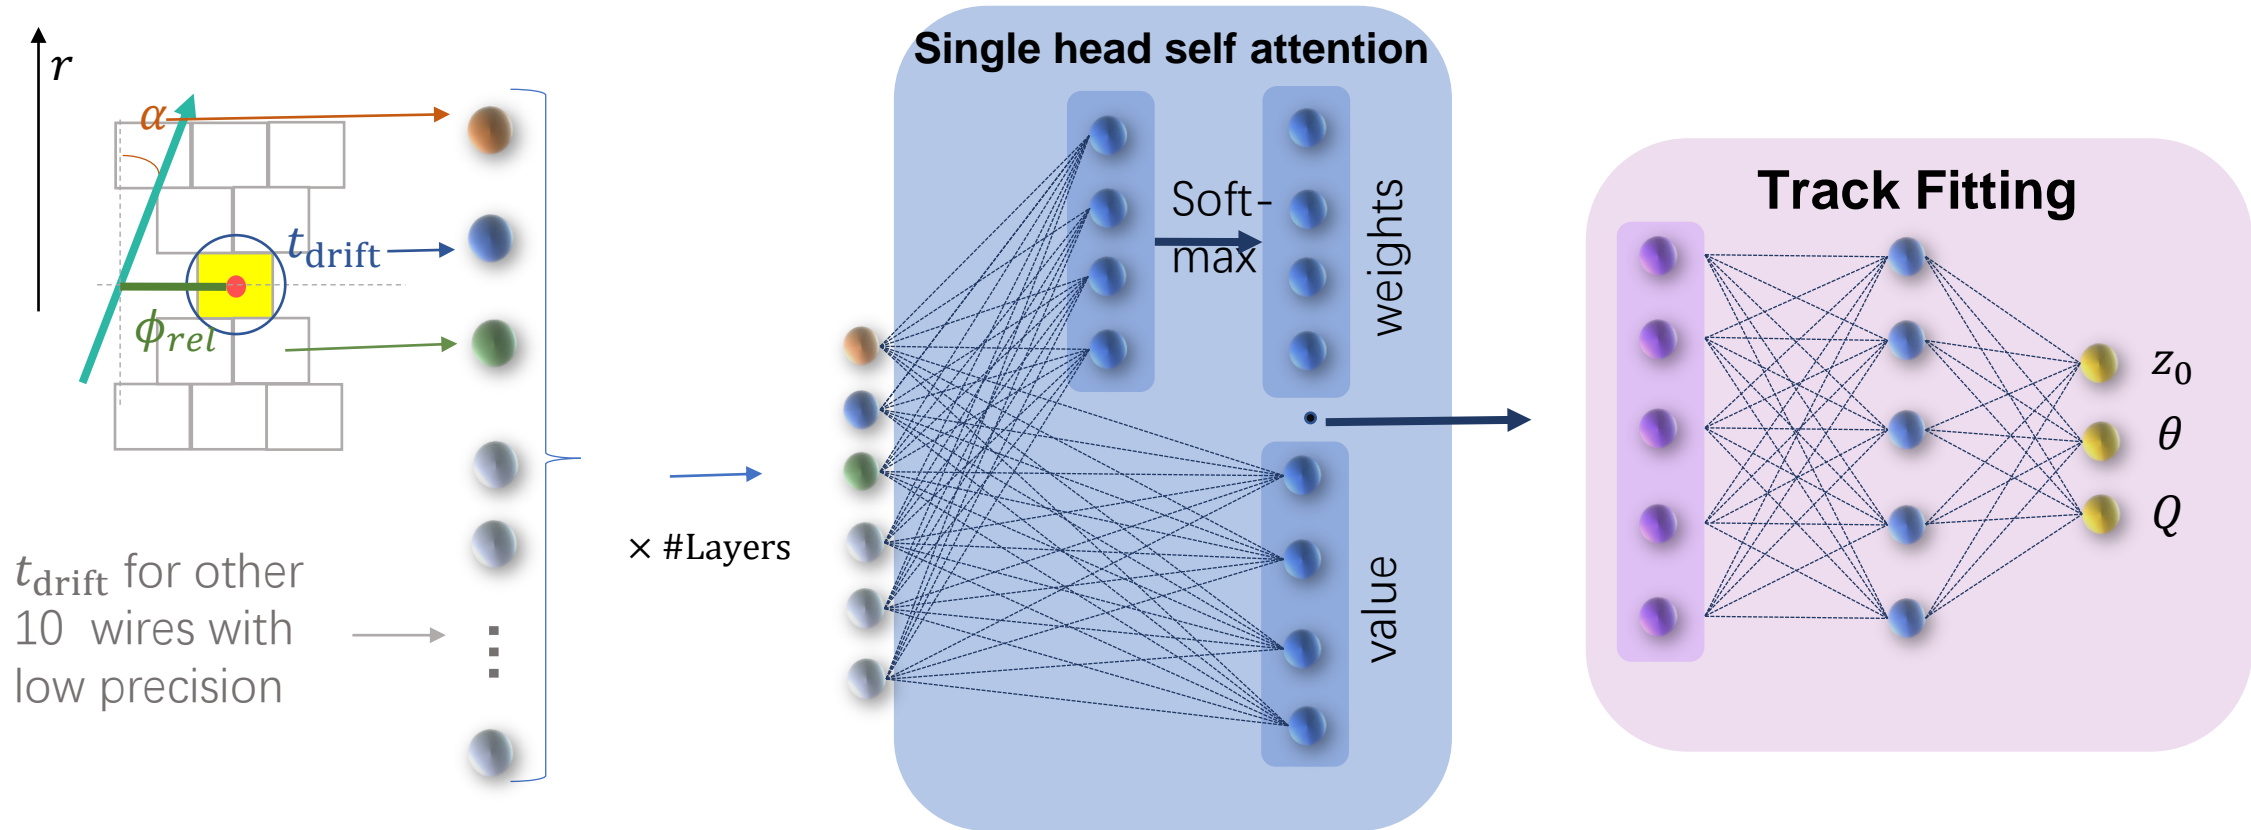 r
α
t_drift
ϕ_rel
t_drift for other
10 wires with
low precision
× #Layers
Single head self attention
Soft-
max
weights
value
Track Fitting
z_0
θ
Q